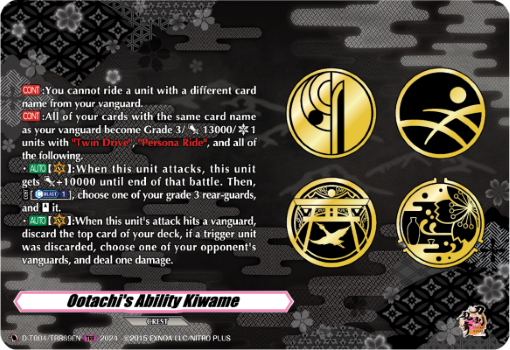 CONT:You cannot ride a unit with a different card
name from your vanguard.
CONT:All of your cards with the same card name
as your vanguard become Grade 3/ 13000/ 1
units with "Twin Drive", "Persona Ride", and all of
the following.
・AUTO【 】:When this unit attacks, this unit
gets +10000 until end of that battle. Then,
[ BLAST 1 ], choose one of your grade 3 rear-guards,
and it.
・AUTO【 】:When this unit's attack hits a vanguard,
discard the top card of your deck, if a trigger unit
was discarded, choose one of your opponent's
vanguards, and deal one damage.
Ootachi's Ability Kiwame
CREST
D-TB04/TRR89EN 2024 ©2015 EXNOA LLC/NITRO PLUS